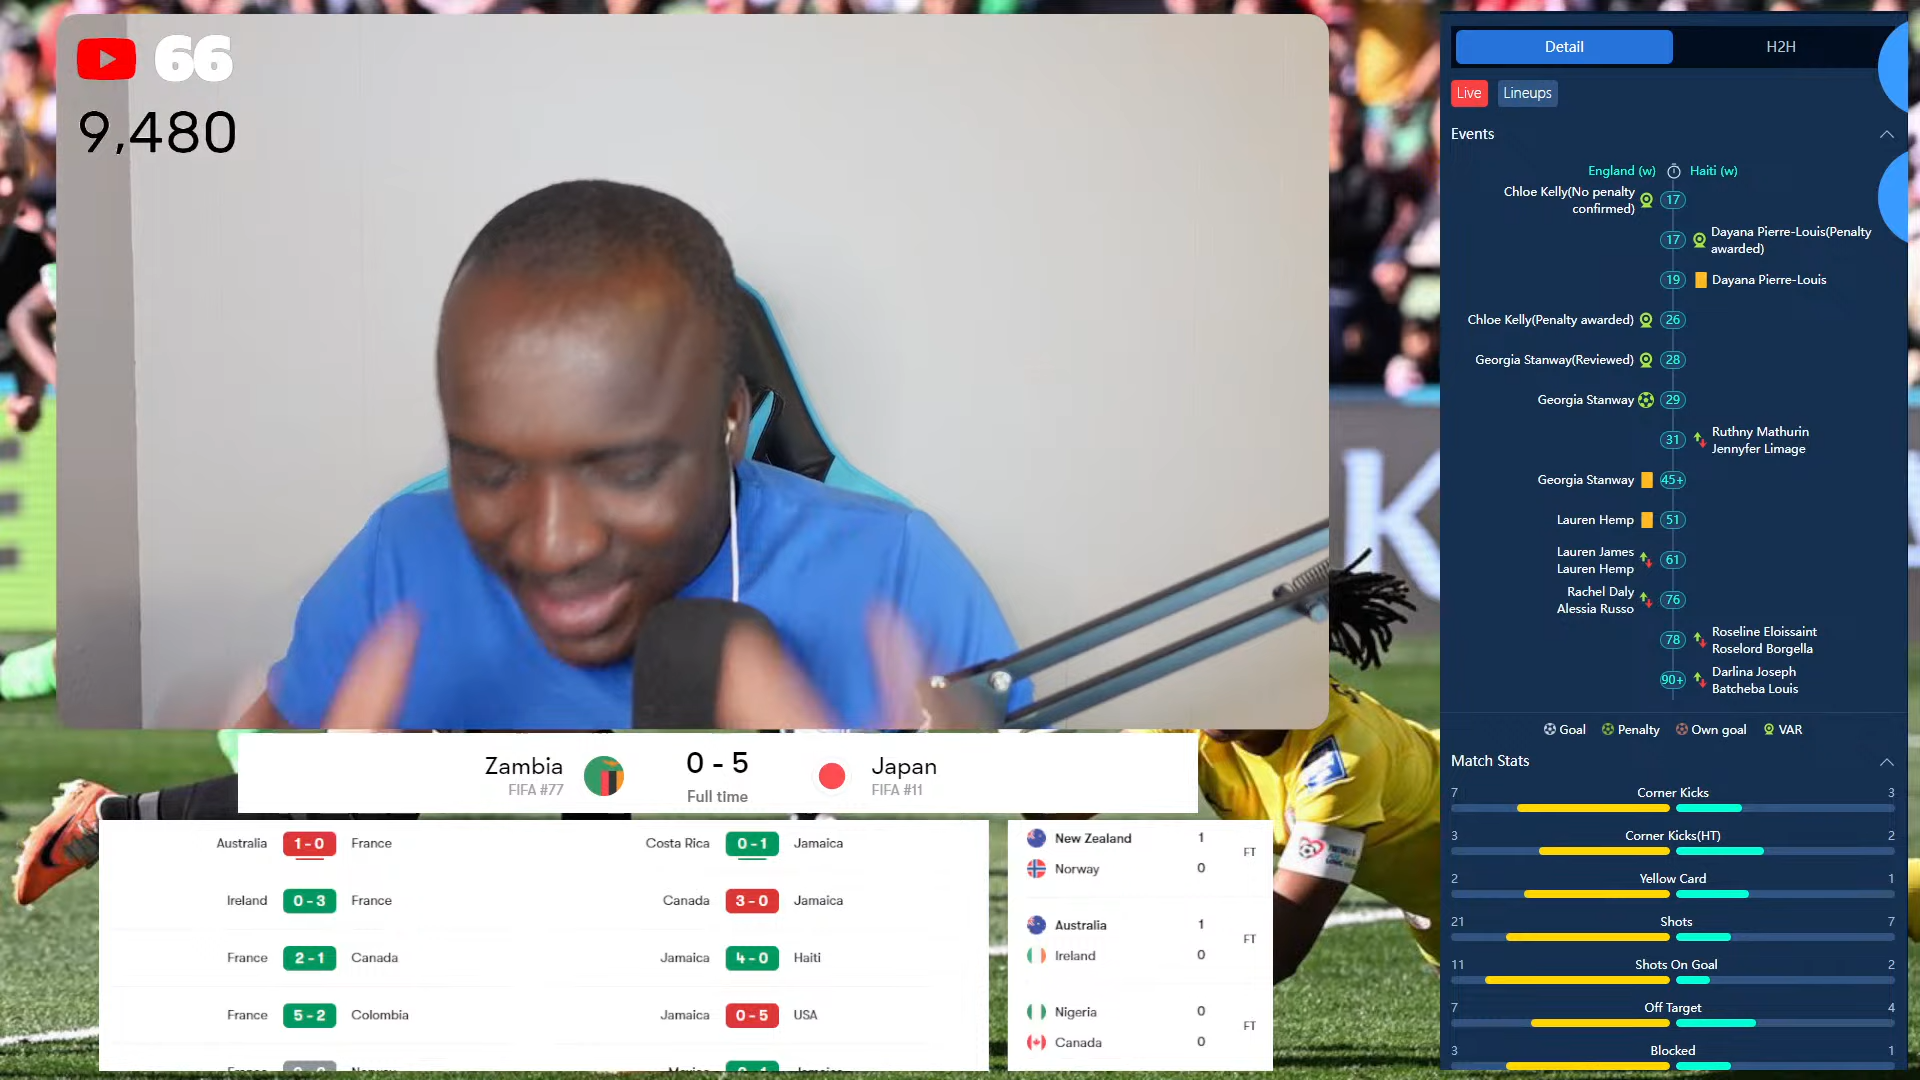 66
9,480
Detail
H2H
Live
Lineups
Events
England (w)
Haiti (w)
Chloe Kelly(No penalty
confirmed)
17
17
Dayana Pierre-Louis(Penalty
awarded)
19
Dayana Pierre-Louis
Chloe Kelly(Penalty awarded)
26
Georgia Stanway(Reviewed)
28
Georgia Stanway
29
31
Ruthny Mathurin
Jennyfer Limage
Georgia Stanway
45+
Lauren Hemp
51
Lauren James
Lauren Hemp
61
Rachel Daly
Alessia Russo
76
78
Roseline Eloissaint
Roselord Borgella
90+
Darlina Joseph
Batcheba Louis
Goal
Penalty
Own goal
VAR
Match Stats
7 Corner Kicks 3
3 Corner Kicks(HT) 2
2 Yellow Card 1
21 Shots 7
11 Shots On Goal 2
7 Off Target 4
3 Blocked 1
Zambia
FIFA #77
0 - 5
Full time
Japan
FIFA #11
Australia 1 - 0 France
Ireland 0 - 3 France
France 2 - 1 Canada
France 5 - 2 Colombia
Costa Rica 0 - 1 Jamaica
Canada 3 - 0 Jamaica
Jamaica 4 - 0 Haiti
Jamaica 0 - 5 USA
New Zealand 1
Norway 0
FT
Australia 1
Ireland 0
FT
Nigeria 0
Canada 0
FT
K